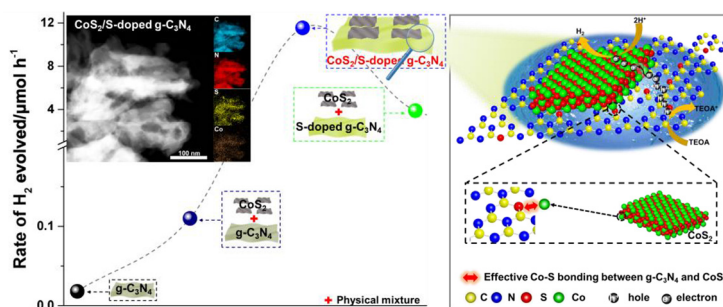 CoS₂/S-doped g-C₃N₄
C
N
S
Co
100 nm
Rate of H₂ evolved/μmol h⁻¹
12
8
4
0.1
0.0
g-C₃N₄
CoS₂
+
g-C₃N₄
CoS₂/S-doped g-C₃N₄
CoS₂
+
S-doped g-C₃N₄
+ Physical mixture
H₂
2H⁺
TEOA⁺
TEOA
CoS₂
Effective Co-S bonding between g-C₃N₄ and CoS
C N S Co hole electron